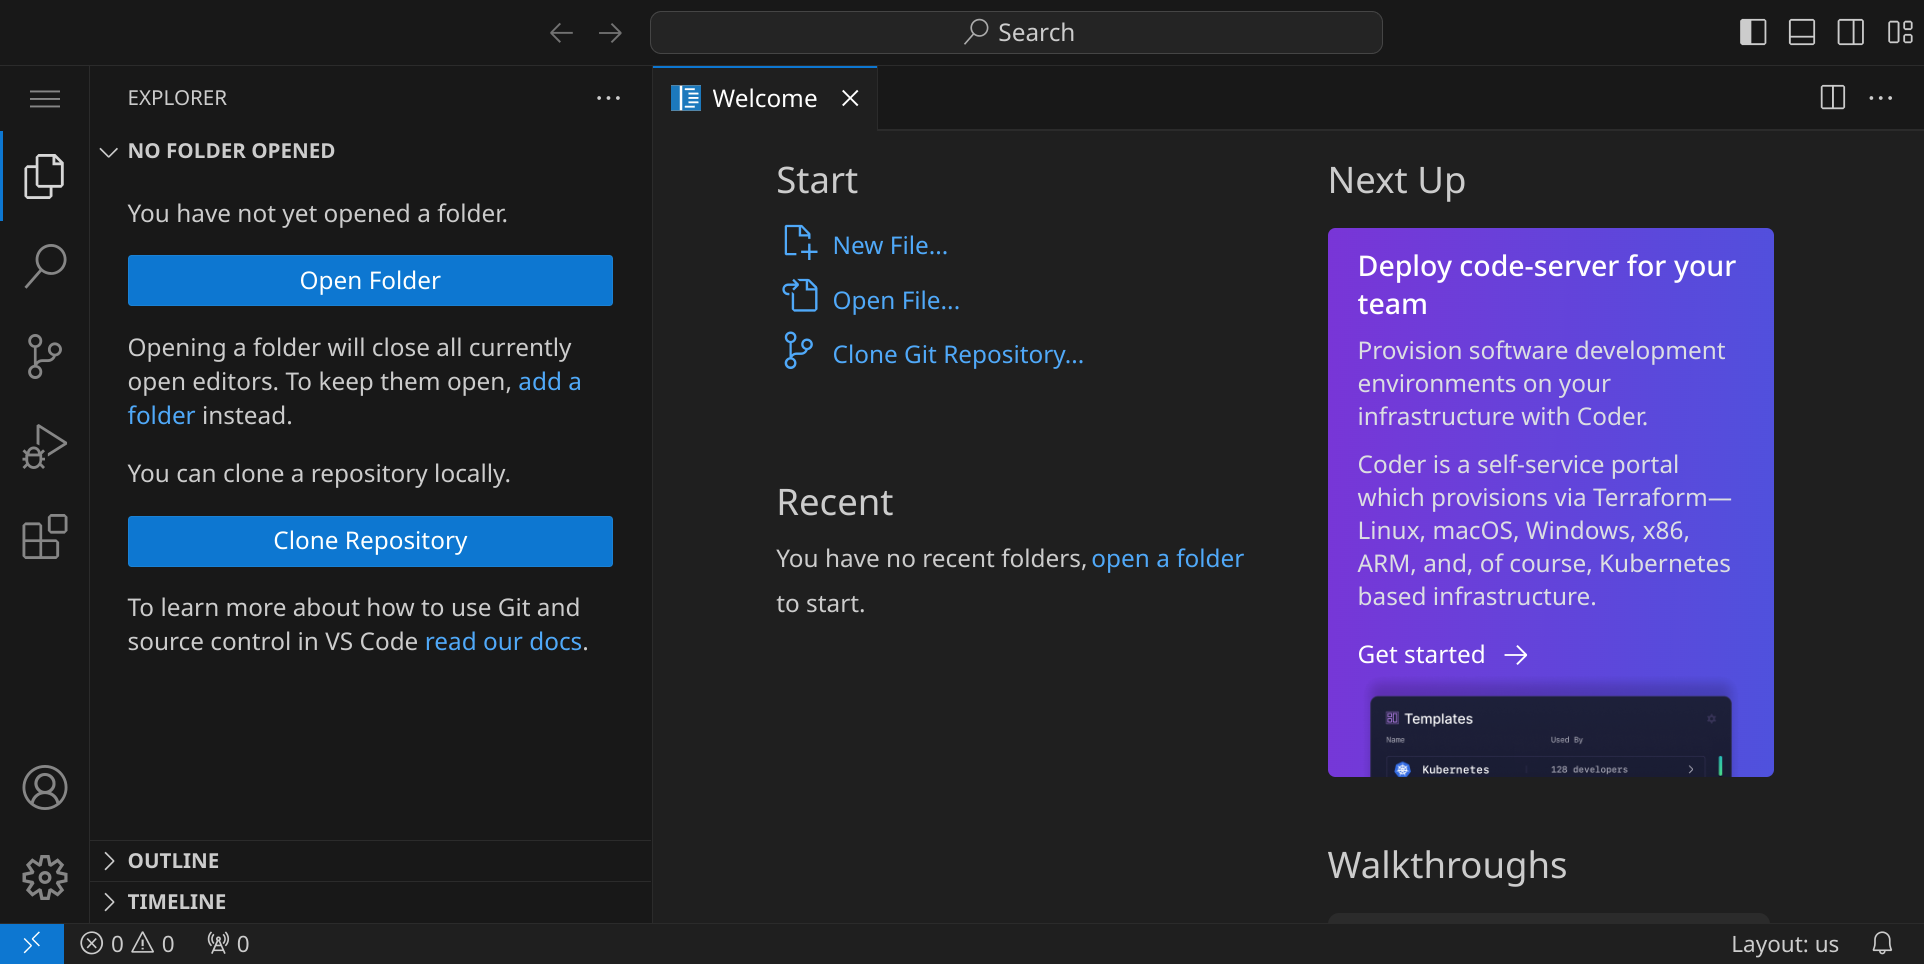 Search
EXPLORER
NO FOLDER OPENED
You have not yet opened a folder.
Open Folder
Opening a folder will close all currently
open editors. To keep them open, add a
folder instead.
You can clone a repository locally.
Clone Repository
To learn more about how to use Git and
source control in VS Code read our docs.
OUTLINE
TIMELINE
Welcome
Start
New File...
Open File...
Clone Git Repository...
Recent
You have no recent folders, open a folder
to start.
Next Up
Deploy code-server for your
team
Provision software development
environments on your
infrastructure with Coder.
Coder is a self-service portal
which provisions via Terraform—
Linux, macOS, Windows, x86,
ARM, and, of course, Kubernetes
based infrastructure.
Get started
Templates
Name Used By
Kubernetes 128 developers
Walkthroughs
0 0 0
Layout: us